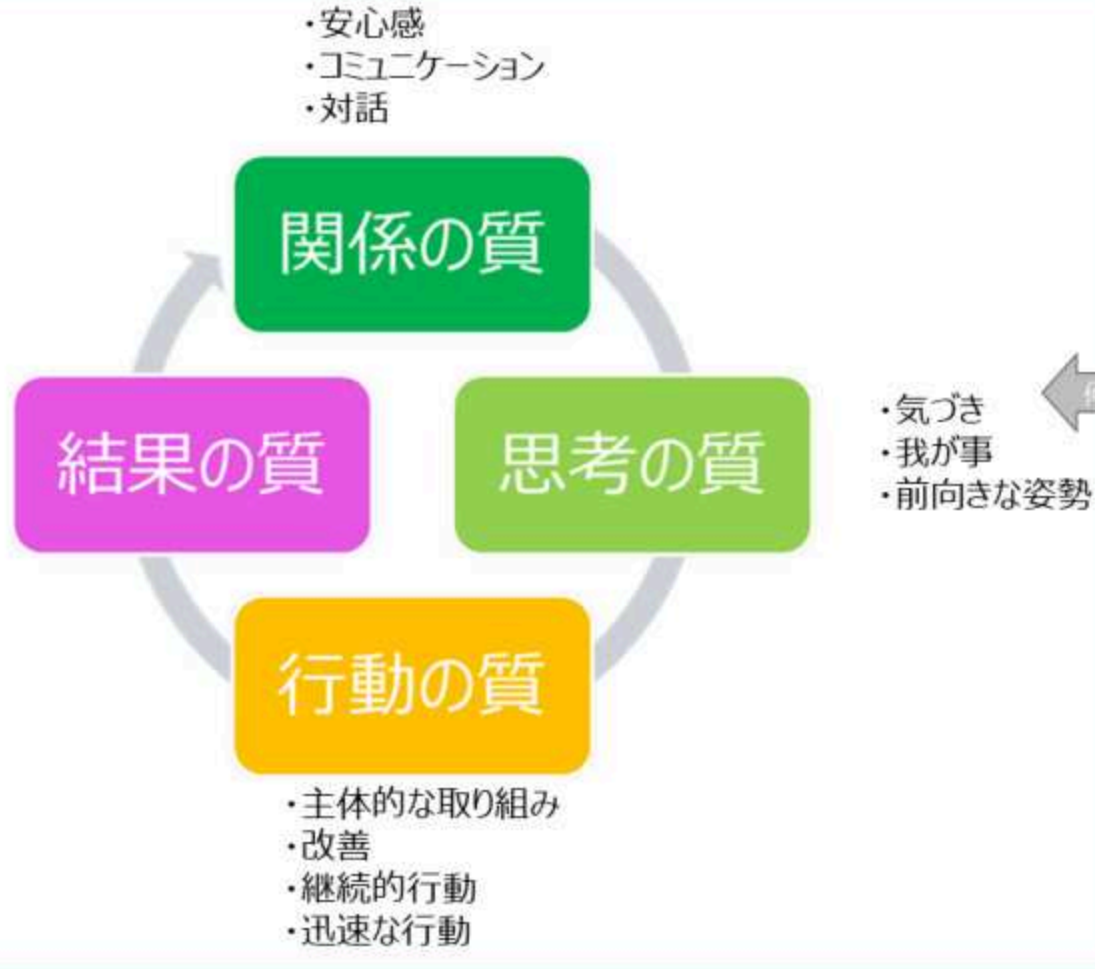 ・安心感
・コミュニケーション
・対話
関係の質
結果の質
思考の質
・気づき
・我が事
・前向きな姿勢
行動の質
・主体的な取り組み
・改善
・継続的行動
・迅速な行動